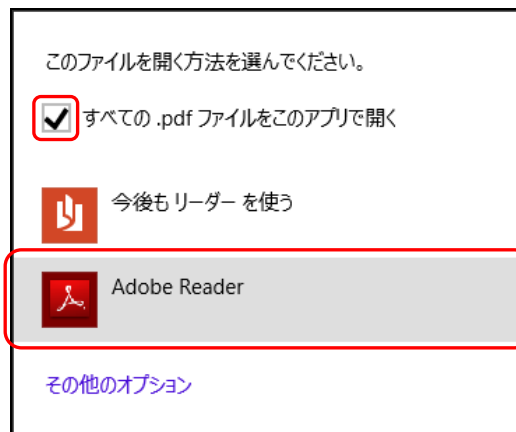 このファイルを開く方法を選んでください。
すべての .pdf ファイルをこのアプリで開く
今後も リーダー を使う
Adobe Reader
その他のオプション